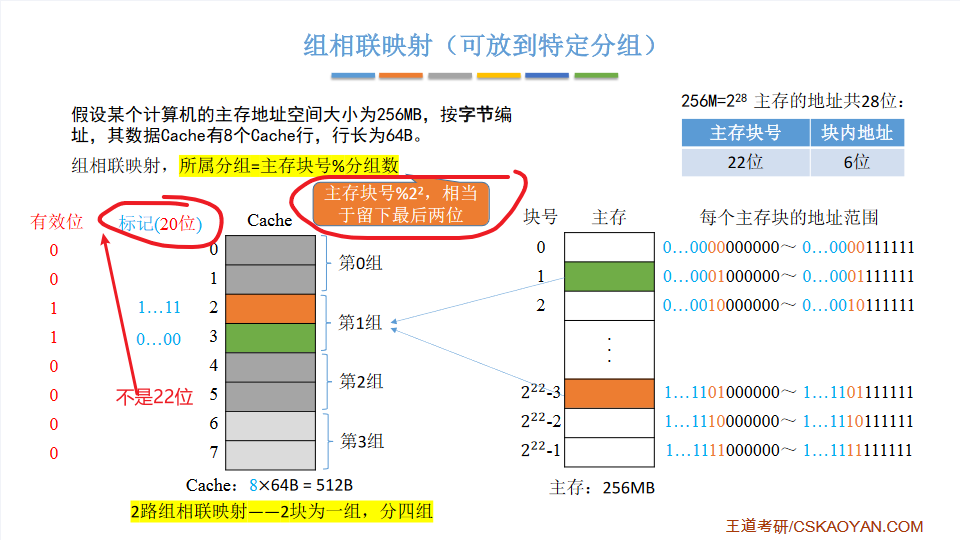 组相联映射（可放到特定分组）
假设某个计算机的主存地址空间大小为256MB，按字节编
址，其数据Cache有8个Cache行，行长为64B。
组相联映射，所属分组=主存块号%分组数
256M=2²⁸ 主存的地址共28位：
主存块号 块内地址
22位 6位
主存块号%2²，相当
于留下最后两位
有效位 标记(20位) Cache
0 0
0 1
第0组
1 1…11 2
1 0…00 3
第1组
0 4
0 不是22位 5
第2组
0 6
0 7
第3组
Cache：8×64B = 512B
2路组相联映射——2块为一组，分四组
块号 主存 每个主存块的地址范围
0 0…0000000000～ 0…0000111111
1 0…0001000000～ 0…0001111111
2 0…0010000000～ 0…0010111111
⋮
2²²-3 1…1101000000～ 1…1101111111
2²²-2 1…1110000000～ 1…1110111111
2²²-1 1…1111000000～ 1…1111111111
主存：256MB
王道考研/CSKAOYAN.COM